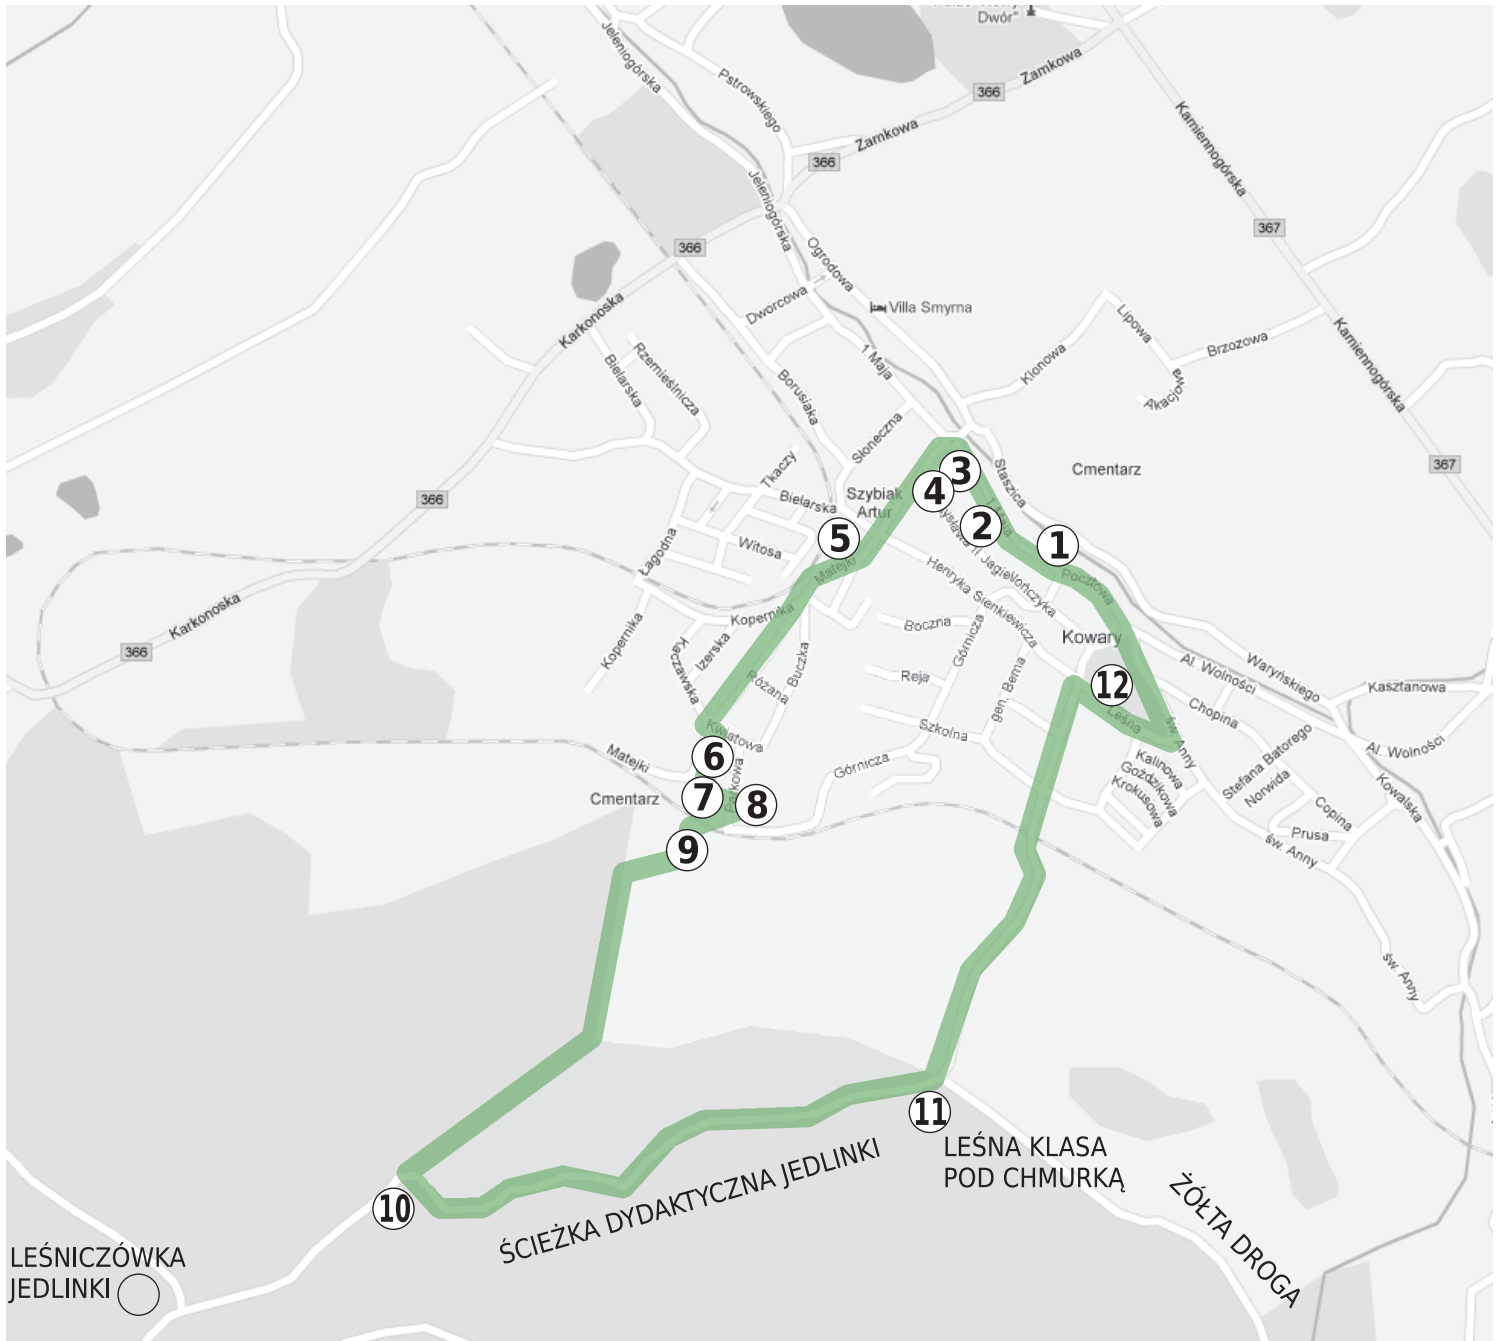 Dwór"
Jeleniogórska
Pstrowskiego
Zamkowa
366
Zamkowa
366
Kamiennogórska
367
Jeleniogórska
366
Ogrodowa
Dworcowa
Villa Smyrna
Karkonoska
Bielarska
Rzemieślnicza
1 Maja
Klonowa
Lipowa
Brzozowa
Akacjowa
Kamiennogórska
367
Borusiaka
Słoneczna
Staszica
Cmentarz
Tkaczy
Bielarska
Szybiak
Artur
3
4
2
1 Maja
1
5
366
Łagodna
Witosa
Matejki
Henryka Sienkiewicza
Pocztowa
Karkonoska
366
Kopernika
Kopernika
Izerska
Kaczawska
Buczka
Różana
Boczna
Górnicza
Reja
gen. Bema
Szkolna
Kowary
12
Leśna
św. Anny
Al. Wolności
Waryńskiego
Kasztanowa
Chopina
Al. Wolności
Kowalska
Stefana Batorego
Norwida
Copina
Prusa
Kalinowa
Goździkowa
Krokusowa
św. Anny
św. Anny
Kwiatowa
Matejki
6
Parkowa
Górnicza
Cmentarz
7
8
9
10
11
LEŚNA KLASA
POD CHMURKĄ
ŚCIEŻKA DYDAKTYCZNA JEDLINKI
ŻÓŁTA DROGA
LEŚNICZÓWKA
JEDLINKI